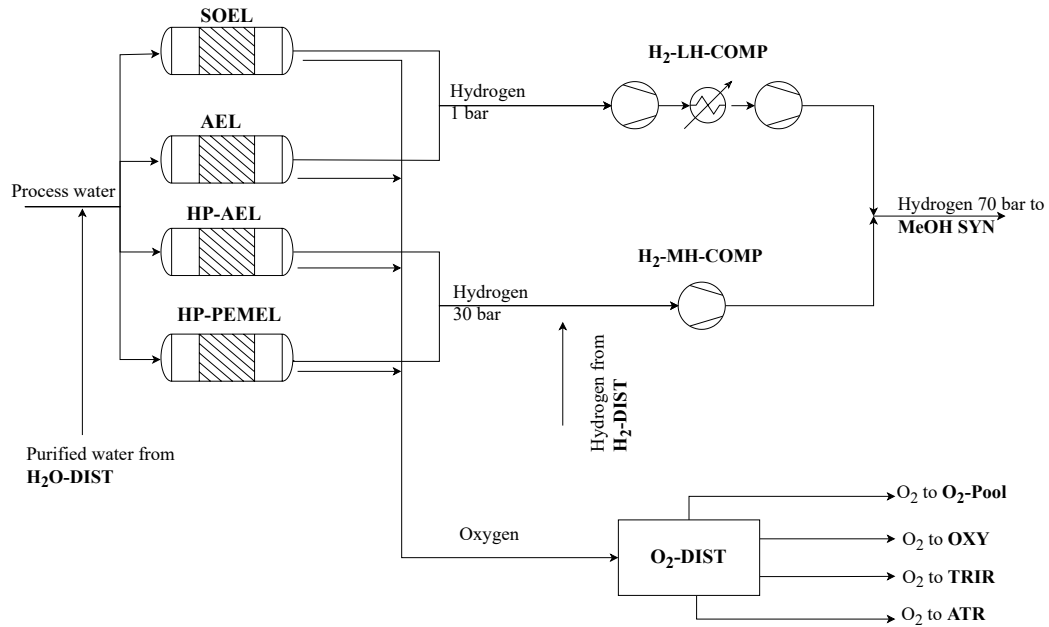 SOEL
H₂-LH-COMP
Hydrogen
1 bar
AEL
Process water
HP-AEL
Hydrogen 70 bar to
MeOH SYN
H₂-MH-COMP
Hydrogen
30 bar
HP-PEMEL
Hydrogen from
H₂-DIST
Purified water from
H₂O-DIST
O₂ to O₂-Pool
Oxygen
O₂-DIST
O₂ to OXY
O₂ to TRIR
O₂ to ATR